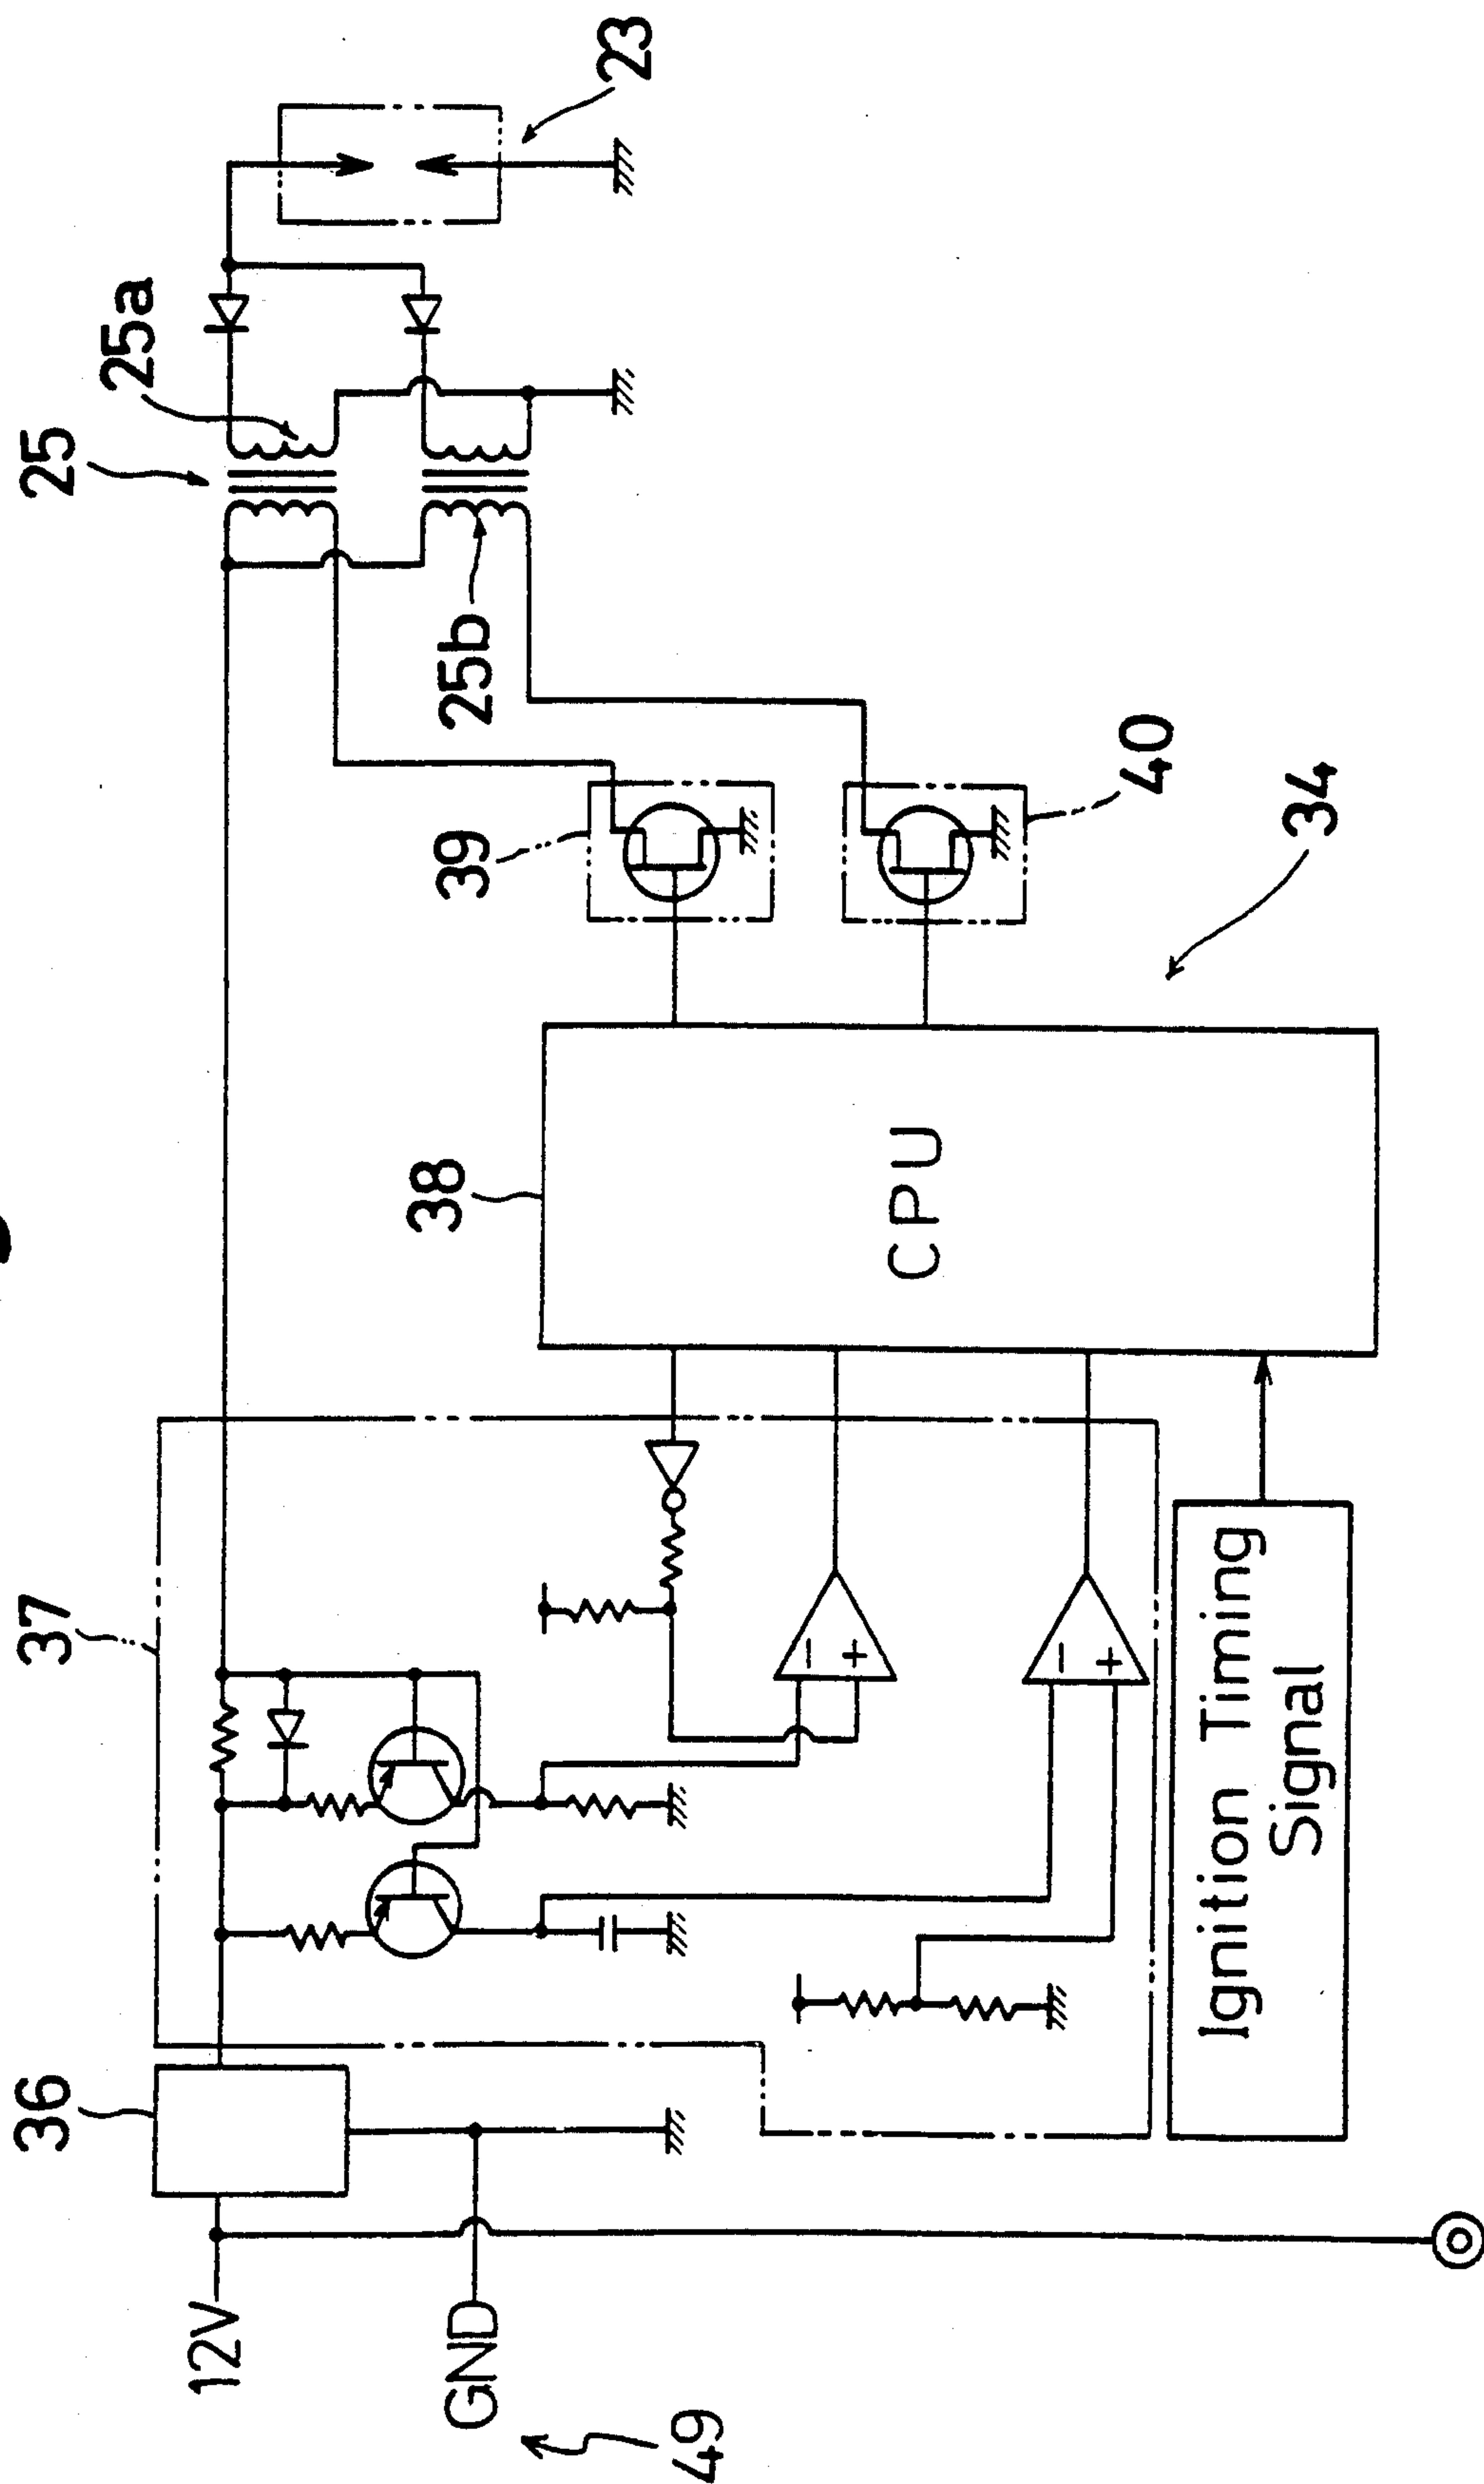 36
37
25
25a
23
12V
GND
49
38
CPU
39
25b
40
34
−
+
−
+
Ignition Timing
Signal